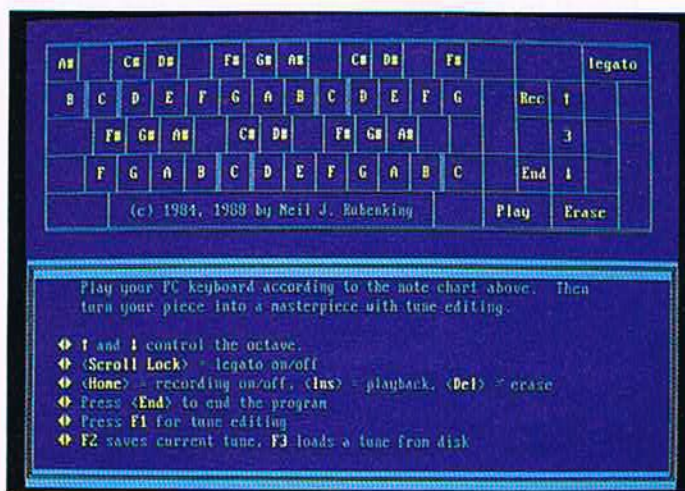 A# C# D# F# G# A# C# D# F# legato
B C D E F G A B C D E F G Rec ↑
F# G# A# C# D# F# G# A# 3
F G A B C D E F G A B C End ↓
(c) 1984, 1988 by Neil J. Rubenking Play Erase
Play your PC keyboard according to the note chart above. Then
turn your piece into a masterpiece with tune editing.
↑ and ↓ control the octave.
<Scroll Lock> = legato on/off
<Home> = recording on/off, <Ins> = playback, <Del> = erase
Press <End> to end the program
Press F1 for tune editing
F2 saves current tune, F3 loads a tune from disk